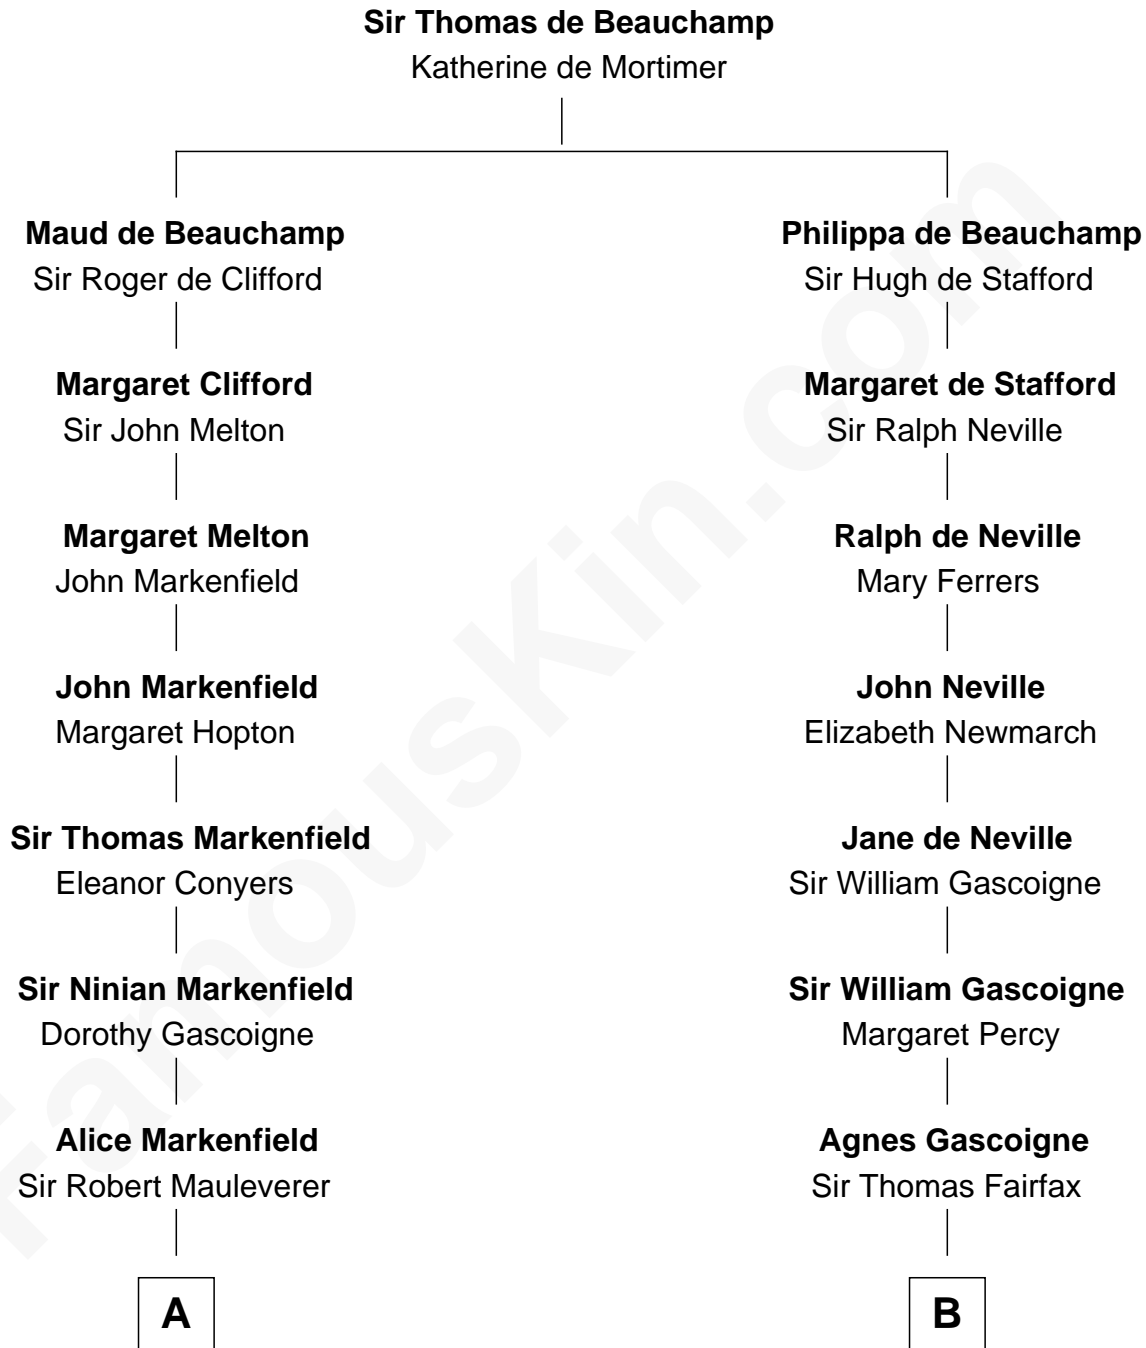 Sir Thomas de Beauchamp
Katherine de Mortimer
Maud de Beauchamp
Sir Roger de Clifford
Philippa de Beauchamp
Sir Hugh de Stafford
Margaret Clifford
Sir John Melton
Margaret de Stafford
Sir Ralph Neville
Margaret Melton
John Markenfield
Ralph de Neville
Mary Ferrers
John Markenfield
Margaret Hopton
John Neville
Elizabeth Newmarch
Sir Thomas Markenfield
Eleanor Conyers
Jane de Neville
Sir William Gascoigne
Sir Ninian Markenfield
Dorothy Gascoigne
Sir William Gascoigne
Margaret Percy
Alice Markenfield
Sir Robert Mauleverer
Agnes Gascoigne
Sir Thomas Fairfax
A
B
FamousKin.com